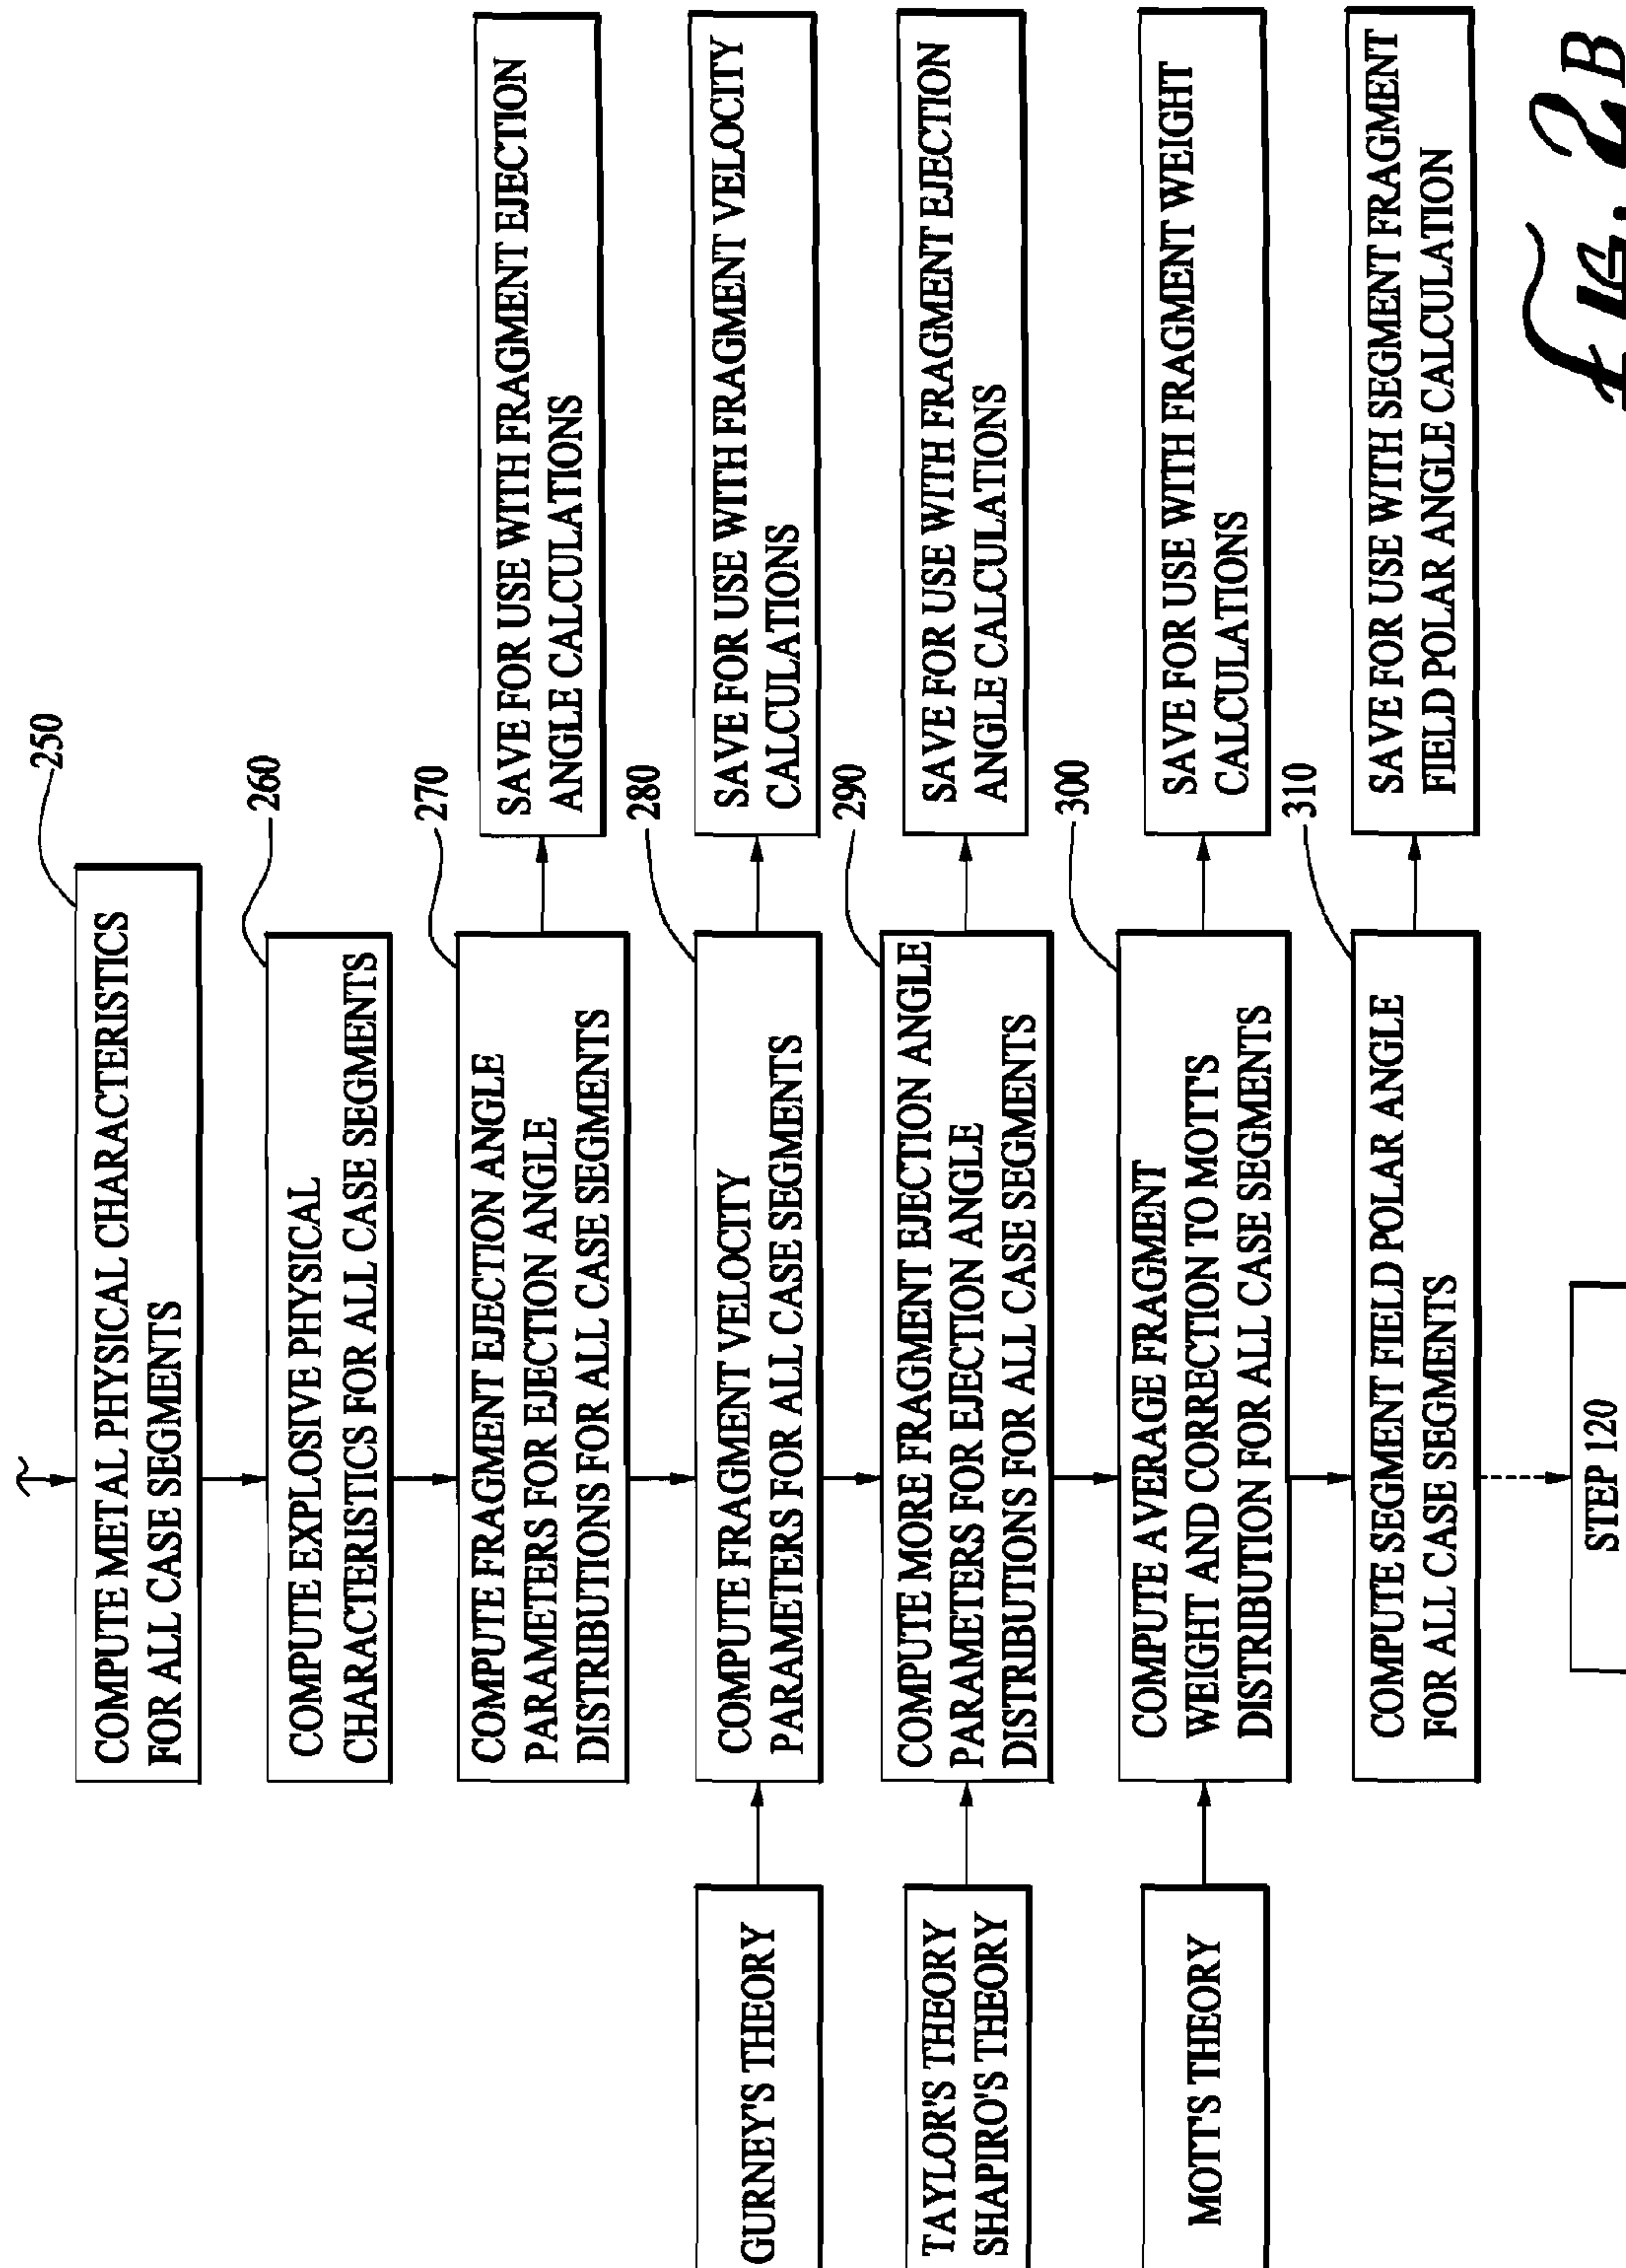 250
COMPUTE METAL PHYSICAL CHARACTERISTICS
FOR ALL CASE SEGMENTS
260
COMPUTE EXPLOSIVE PHYSICAL
CHARACTERISTICS FOR ALL CASE SEGMENTS
270
COMPUTE FRAGMENT EJECTION ANGLE
PARAMETERS FOR EJECTION ANGLE
DISTRIBUTIONS FOR ALL CASE SEGMENTS
SAVE FOR USE WITH FRAGMENT EJECTION
ANGLE CALCULATIONS
280
GURNEY'S THEORY
COMPUTE FRAGMENT VELOCITY
PARAMETERS FOR ALL CASE SEGMENTS
SAVE FOR USE WITH FRAGMENT VELOCITY
CALCULATIONS
290
TAYLOR'S THEORY
SHAPIRO'S THEORY
COMPUTE MORE FRAGMENT EJECTION ANGLE
PARAMETERS FOR EJECTION ANGLE
DISTRIBUTIONS FOR ALL CASE SEGMENTS
SAVE FOR USE WITH FRAGMENT EJECTION
ANGLE CALCULATIONS
300
MOTT'S THEORY
COMPUTE AVERAGE FRAGMENT
WEIGHT AND CORRECTION TO MOTT'S
DISTRIBUTION FOR ALL CASE SEGMENTS
SAVE FOR USE WITH FRAGMENT WEIGHT
CALCULATIONS
310
COMPUTE SEGMENT FIELD POLAR ANGLE
FOR ALL CASE SEGMENTS
SAVE FOR USE WITH SEGMENT FRAGMENT
FIELD POLAR ANGLE CALCULATION
STEP 120
FIG. 2B